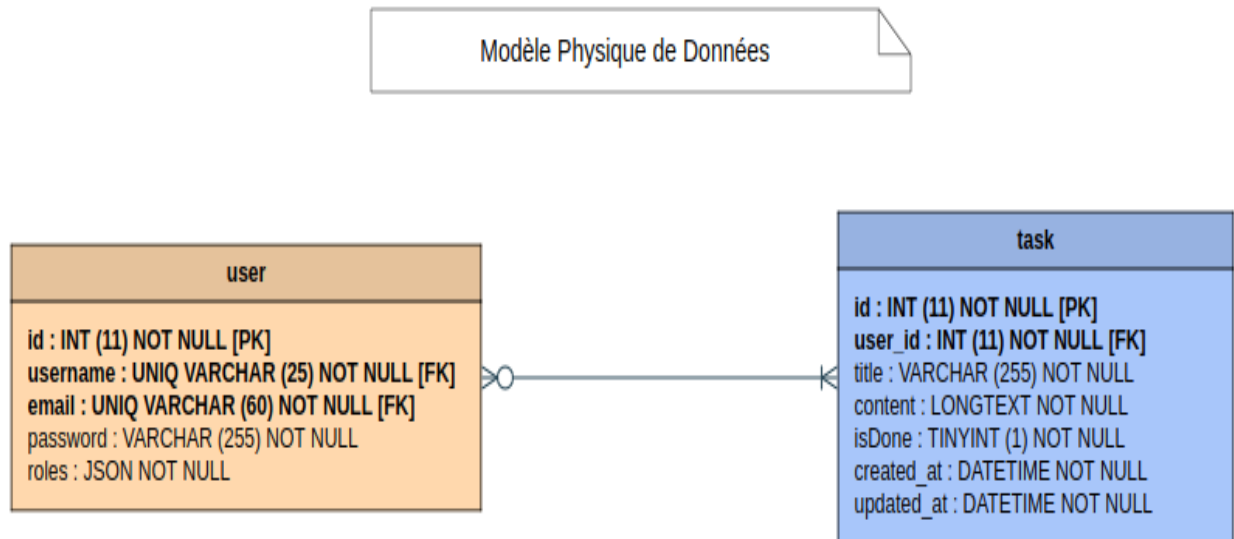 Modèle Physique de Données
user
id : INT (11) NOT NULL [PK]
username : UNIQ VARCHAR (25) NOT NULL [FK]
email : UNIQ VARCHAR (60) NOT NULL [FK]
password : VARCHAR (255) NOT NULL
roles : JSON NOT NULL
task
id : INT (11) NOT NULL [PK]
user_id : INT (11) NOT NULL [FK]
title : VARCHAR (255) NOT NULL
content : LONGTEXT NOT NULL
isDone : TINYINT (1) NOT NULL
created_at : DATETIME NOT NULL
updated_at : DATETIME NOT NULL